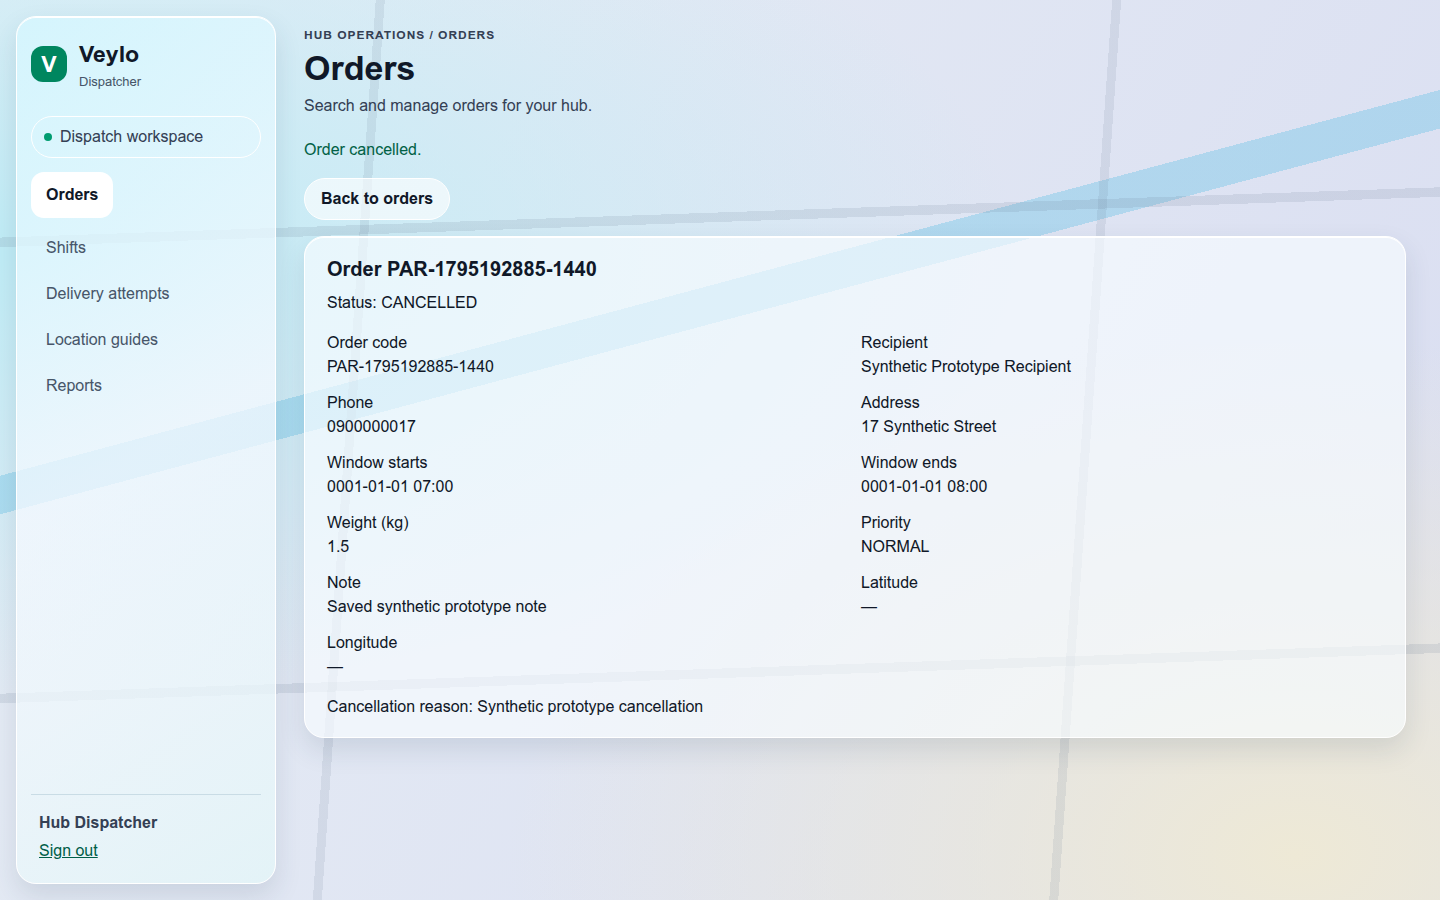 V
Veylo
Dispatcher
Dispatch workspace
Orders
Shifts
Delivery attempts
Location guides
Reports
Hub Dispatcher
Sign out
HUB OPERATIONS / ORDERS
Orders
Search and manage orders for your hub.
Order cancelled.
Back to orders
Order PAR-1795192885-1440
Status: CANCELLED
Order code
PAR-1795192885-1440
Recipient
Synthetic Prototype Recipient
Phone
0900000017
Address
17 Synthetic Street
Window starts
0001-01-01 07:00
Window ends
0001-01-01 08:00
Weight (kg)
1.5
Priority
NORMAL
Note
Saved synthetic prototype note
Latitude
—
Longitude
—
Cancellation reason: Synthetic prototype cancellation